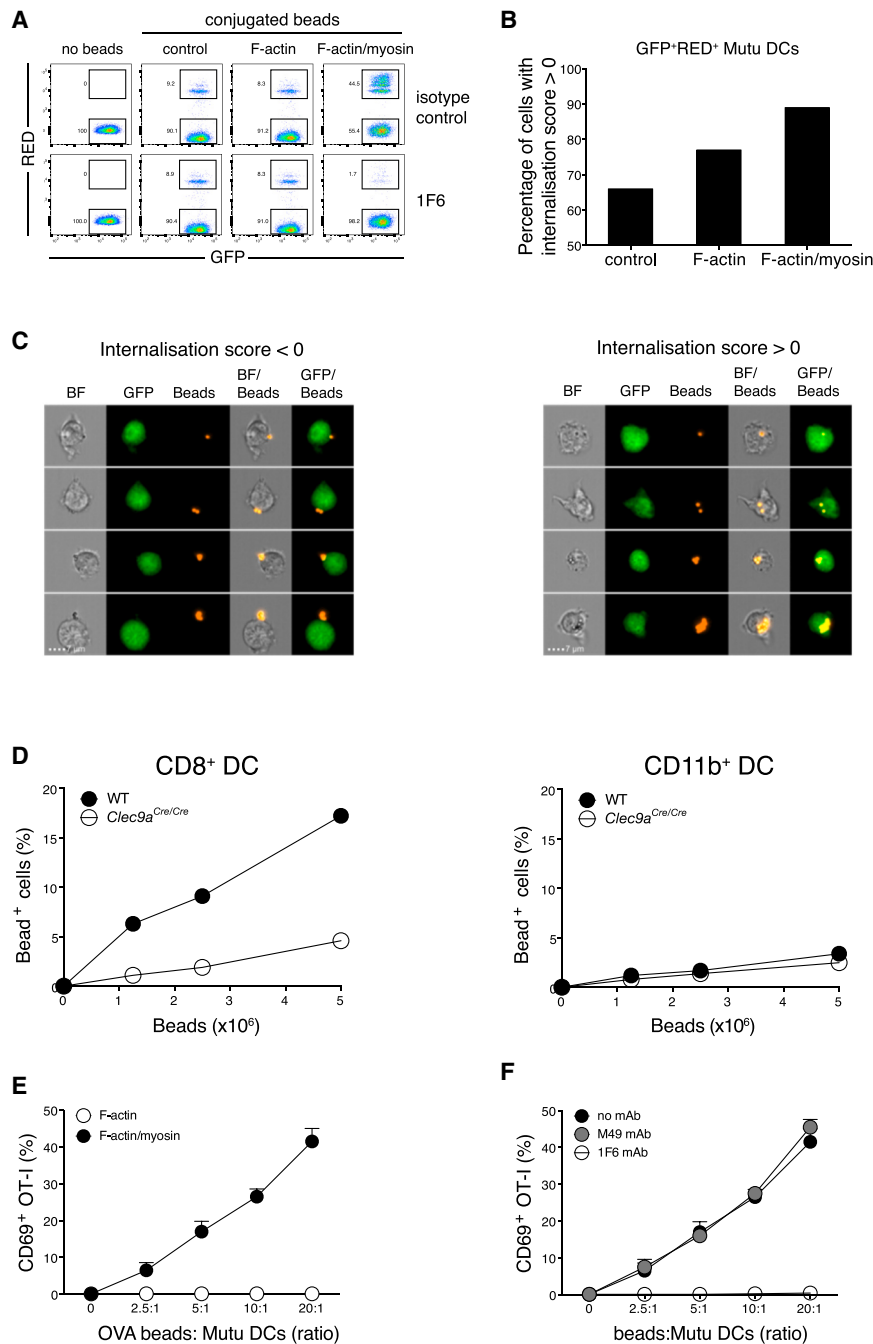 A
conjugated beads
no beads control F-actin F-actin/myosin
0 9.2 8.3 44.5
isotype control
100 90.1 91.2 55.4
RED
0 8.9 8.3 1.7
1F6
100.0 90.4 91.0 98.2
GFP
B
GFP⁺RED⁺ Mutu DCs
Percentage of cells with
internalisation score > 0
100
90
80
70
60
50
control F-actin F-actin/myosin
C
Internalisation score < 0
BF GFP Beads BF/Beads GFP/Beads
7 µm
Internalisation score > 0
BF GFP Beads BF/Beads GFP/Beads
7 µm
D
CD8⁺ DC
WT
Clec9aCre/Cre
Bead⁺ cells (%)
20
15
10
5
0
0 1 2 3 4 5
Beads (x10⁶)
CD11b⁺ DC
WT
Clec9aCre/Cre
Bead⁺ cells (%)
20
15
10
5
0
0 1 2 3 4 5
Beads (x10⁶)
E
F-actin
F-actin/myosin
CD69⁺ OT-I (%)
50
40
30
20
10
0
0 2.5:1 5:1 10:1 20:1
OVA beads: Mutu DCs (ratio)
F
no mAb
M49 mAb
1F6 mAb
CD69⁺ OT-I (%)
50
40
30
20
10
0
0 2.5:1 5:1 10:1 20:1
beads:Mutu DCs (ratio)